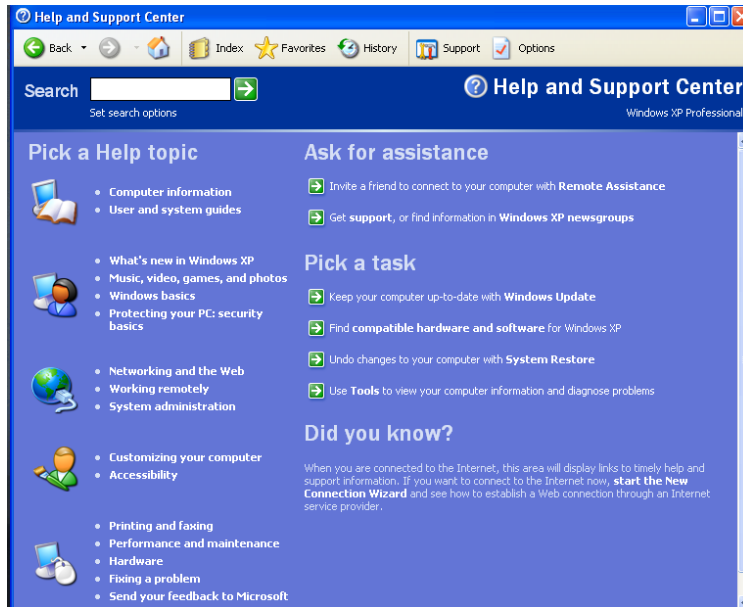 Help and Support Center
Back
Index
Favorites
History
Support
Options
Search
Set search options
Help and Support Center
Windows XP Professional
Pick a Help topic
Computer information
User and system guides
What's new in Windows XP
Music, video, games, and photos
Windows basics
Protecting your PC: security
basics
Networking and the Web
Working remotely
System administration
Customizing your computer
Accessibility
Printing and faxing
Performance and maintenance
Hardware
Fixing a problem
Send your feedback to Microsoft
Ask for assistance
Invite a friend to connect to your computer with Remote Assistance
Get support, or find information in Windows XP newsgroups
Pick a task
Keep your computer up-to-date with Windows Update
Find compatible hardware and software for Windows XP
Undo changes to your computer with System Restore
Use Tools to view your computer information and diagnose problems
Did you know?
When you are connected to the Internet, this area will display links to timely help and
support information. If you want to connect to the Internet now, start the New
Connection Wizard and see how to establish a Web connection through an Internet
service provider.